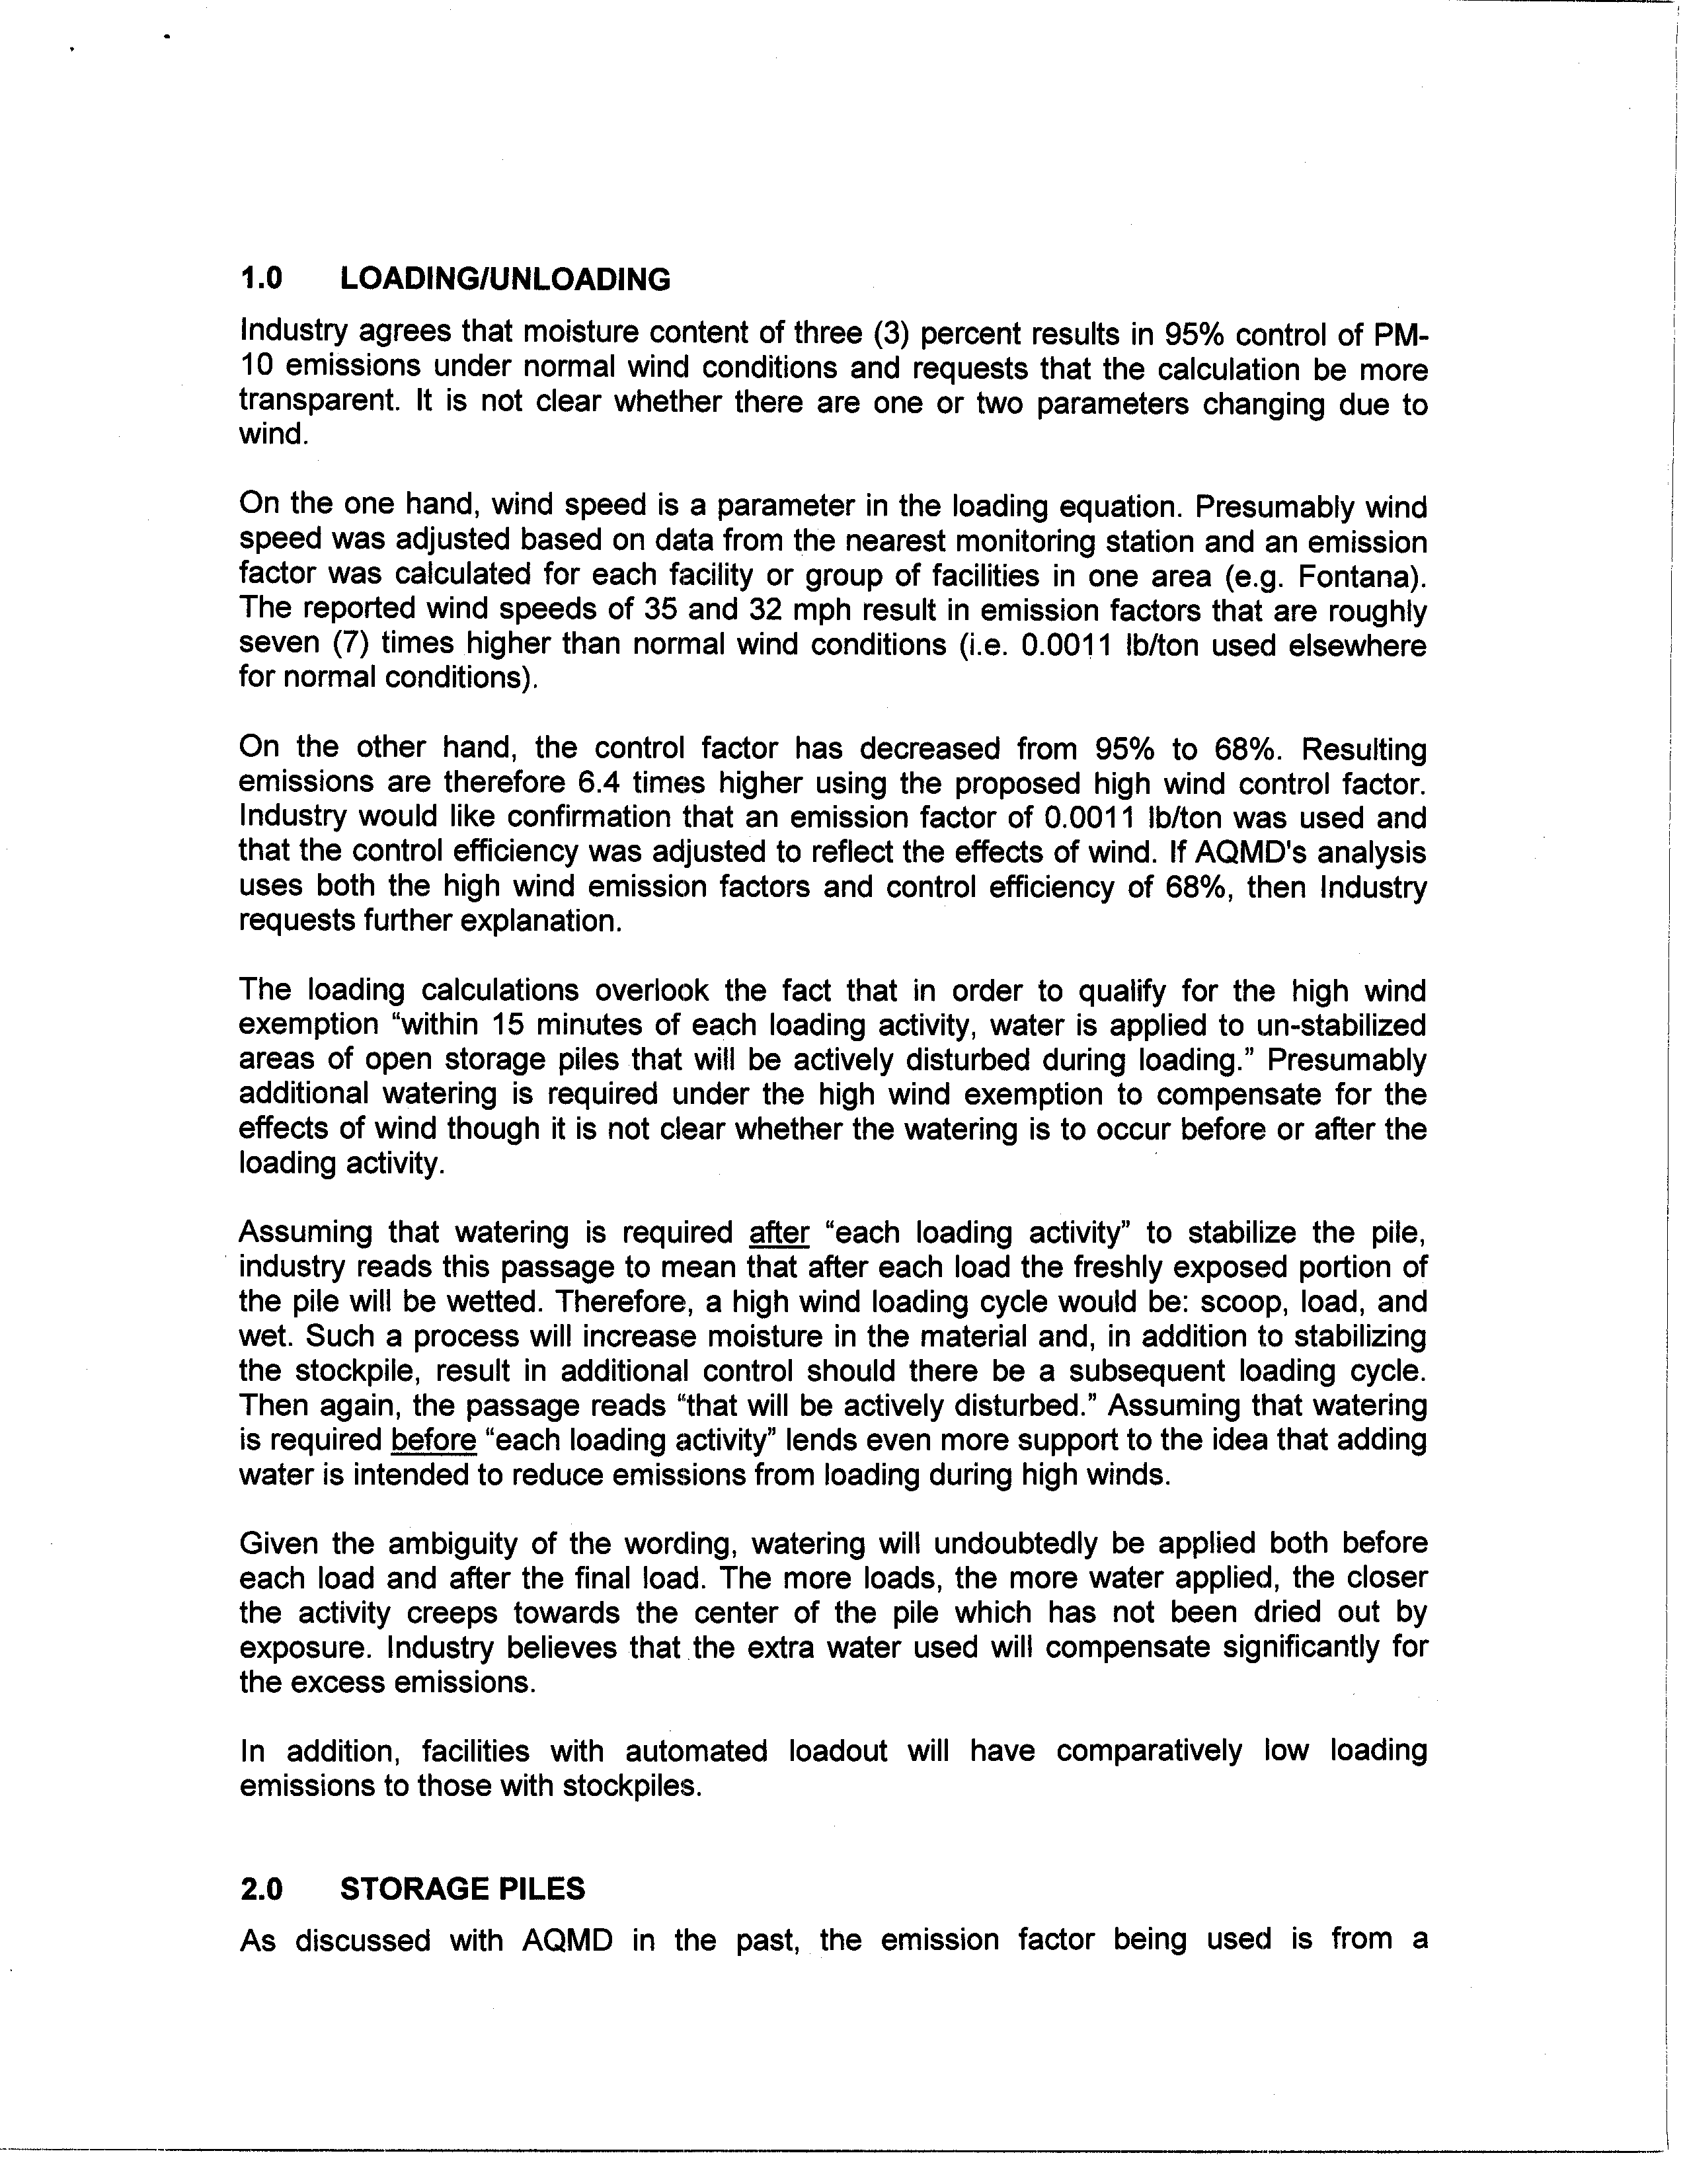 1.0 LOADING/UNLOADING
Industry agrees that moisture content of three (3) percent results in 95% control of PM-
10 emissions under normal wind conditions and requests that the calculation be more
transparent. It is not clear whether there are one or two parameters changing due to
wind.
On the one hand, wind speed is a parameter in the loading equation. Presumably wind
speed was adjusted based on data from the nearest monitoring station and an emission
factor was calculated for each facility or group of facilities in one area (e.g. Fontana).
The reported wind speeds of 35 and 32 mph result in emission factors that are roughly
seven (7) times higher than normal wind conditions (i.e. 0.0011 lb/ton used elsewhere
for normal conditions).
On the other hand, the control factor has decreased from 95% to 68%. Resulting
emissions are therefore 6.4 times higher using the proposed high wind control factor.
Industry would like confirmation that an emission factor of 0.0011 lb/ton was used and
that the control efficiency was adjusted to reflect the effects of wind. If AQMD's analysis
uses both the high wind emission factors and control efficiency of 68%, then Industry
requests further explanation.
The loading calculations overlook the fact that in order to qualify for the high wind
exemption “within 15 minutes of each loading activity, water is applied to un-stabilized
areas of open storage piles that will be actively disturbed during loading.” Presumably
additional watering is required under the high wind exemption to compensate for the
effects of wind though it is not clear whether the watering is to occur before or after the
loading activity.
Assuming that watering is required after “each loading activity” to stabilize the pile,
industry reads this passage to mean that after each load the freshly exposed portion of
the pile will be wetted. Therefore, a high wind loading cycle would be: scoop, load, and
wet. Such a process will increase moisture in the material and, in addition to stabilizing
the stockpile, result in additional control should there be a subsequent loading cycle.
Then again, the passage reads “that will be actively disturbed.” Assuming that watering
is required before “each loading activity” lends even more support to the idea that adding
water is intended to reduce emissions from loading during high winds.
Given the ambiguity of the wording, watering will undoubtedly be applied both before
each load and after the final load. The more loads, the more water applied, the closer
the activity creeps towards the center of the pile which has not been dried out by
exposure. Industry believes that the extra water used will compensate significantly for
the excess emissions.
In addition, facilities with automated loadout will have comparatively low loading
emissions to those with stockpiles.
2.0 STORAGE PILES
As discussed with AQMD in the past, the emission factor being used is from a